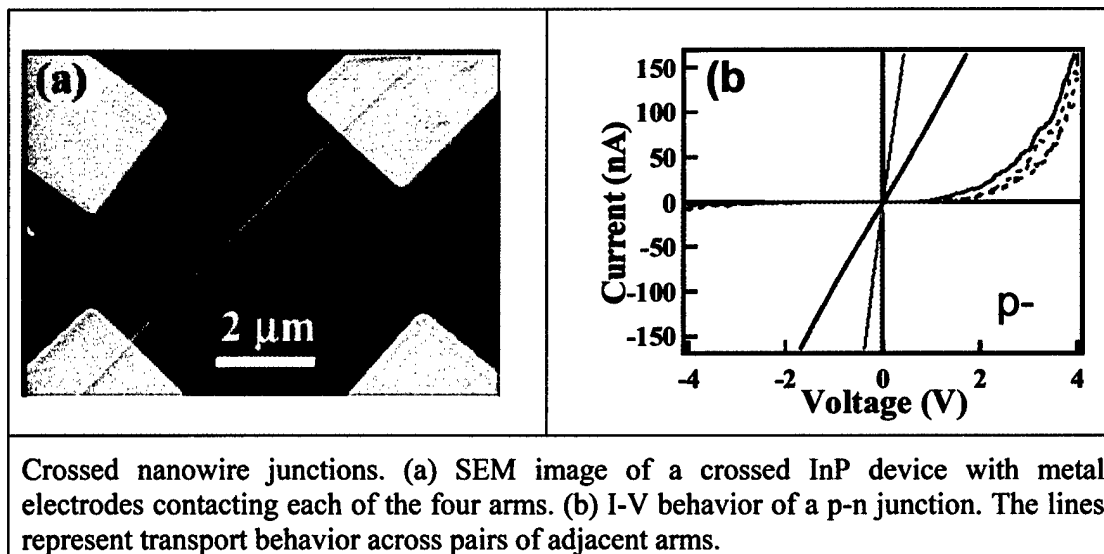 (a)
2 μm
(b
150
100
50
0
-50
-100
-150
Current (nA)
p-
-4
-2
0
2
4
Voltage (V)
Crossed nanowire junctions. (a) SEM image of a crossed InP device with metal
electrodes contacting each of the four arms. (b) I-V behavior of a p-n junction. The lines
represent transport behavior across pairs of adjacent arms.